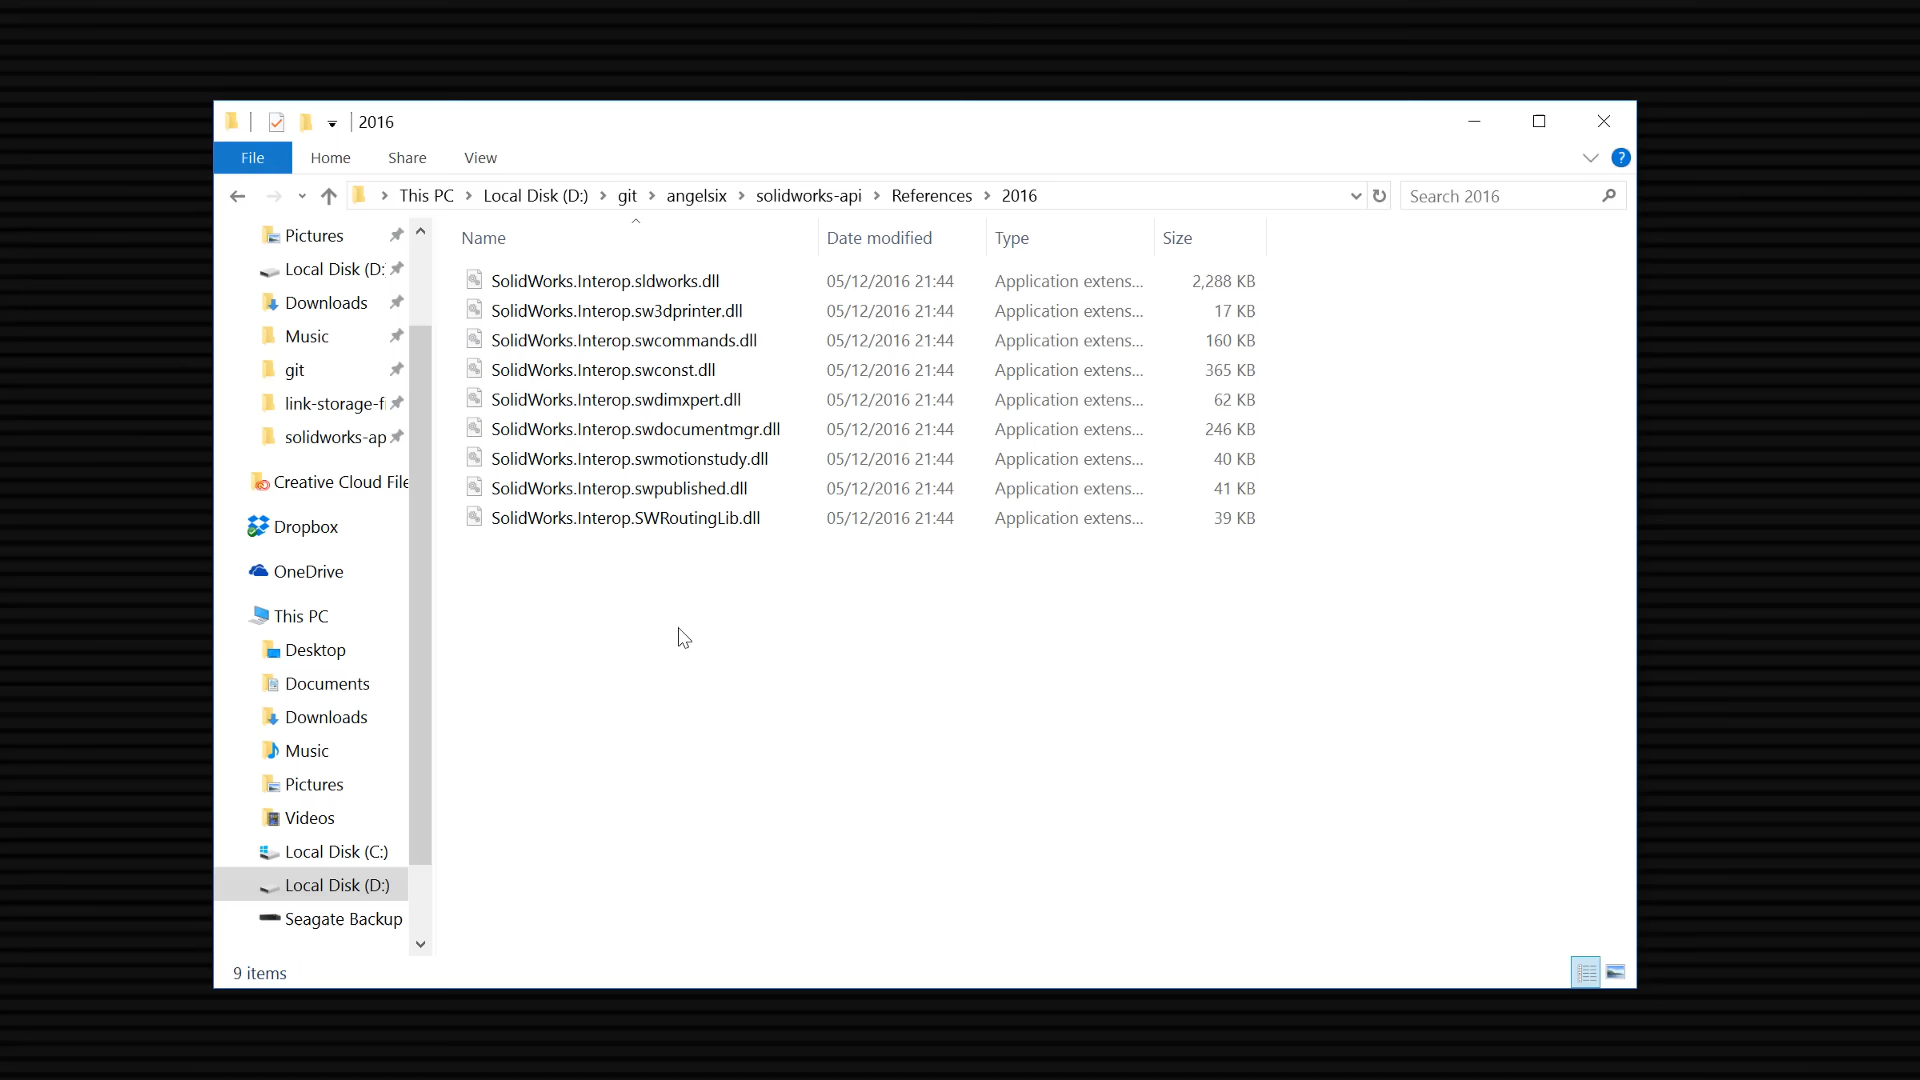 2016
File Home Share View
?
This PC Local Disk (D:) git angelsix solidworks-api References 2016
Search 2016
Name Date modified Type Size
SolidWorks.Interop.sldworks.dll 05/12/2016 21:44 Application extens... 2,288 KB
SolidWorks.Interop.sw3dprinter.dll 05/12/2016 21:44 Application extens... 17 KB
SolidWorks.Interop.swcommands.dll 05/12/2016 21:44 Application extens... 160 KB
SolidWorks.Interop.swconst.dll 05/12/2016 21:44 Application extens... 365 KB
SolidWorks.Interop.swdimxpert.dll 05/12/2016 21:44 Application extens... 62 KB
SolidWorks.Interop.swdocumentmgr.dll 05/12/2016 21:44 Application extens... 246 KB
SolidWorks.Interop.swmotionstudy.dll 05/12/2016 21:44 Application extens... 40 KB
SolidWorks.Interop.swpublished.dll 05/12/2016 21:44 Application extens... 41 KB
SolidWorks.Interop.SWRoutingLib.dll 05/12/2016 21:44 Application extens... 39 KB
Pictures
Local Disk (D:
Downloads
Music
git
link-storage-fi
solidworks-ap
Creative Cloud File
Dropbox
OneDrive
This PC
Desktop
Documents
Downloads
Music
Pictures
Videos
Local Disk (C:)
Local Disk (D:)
Seagate Backup
9 items